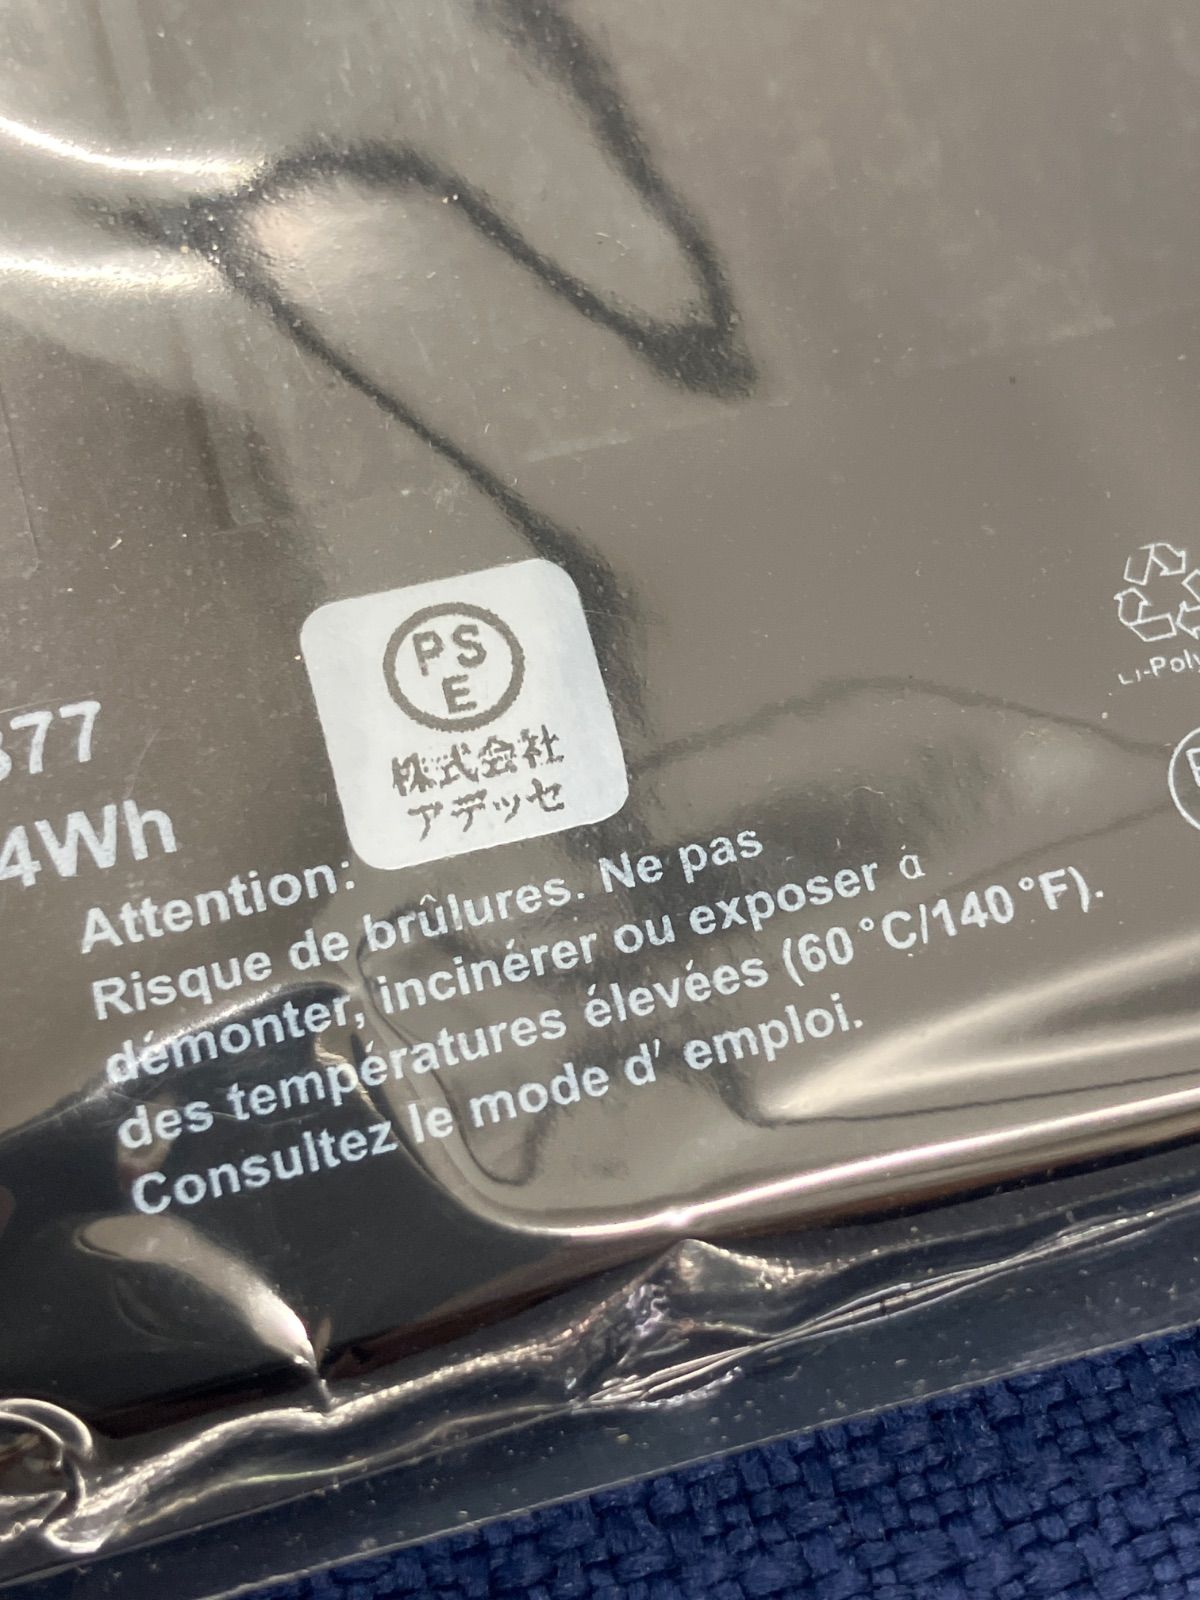 377
4Wh
PS
E
株式会社
アデッセ
Attention:
Risque de brûlures. Ne pas
démonter, incinérer ou exposer à
des températures élevées (60°C/140°F).
Consultez le mode d' emploi.
Li-Poly